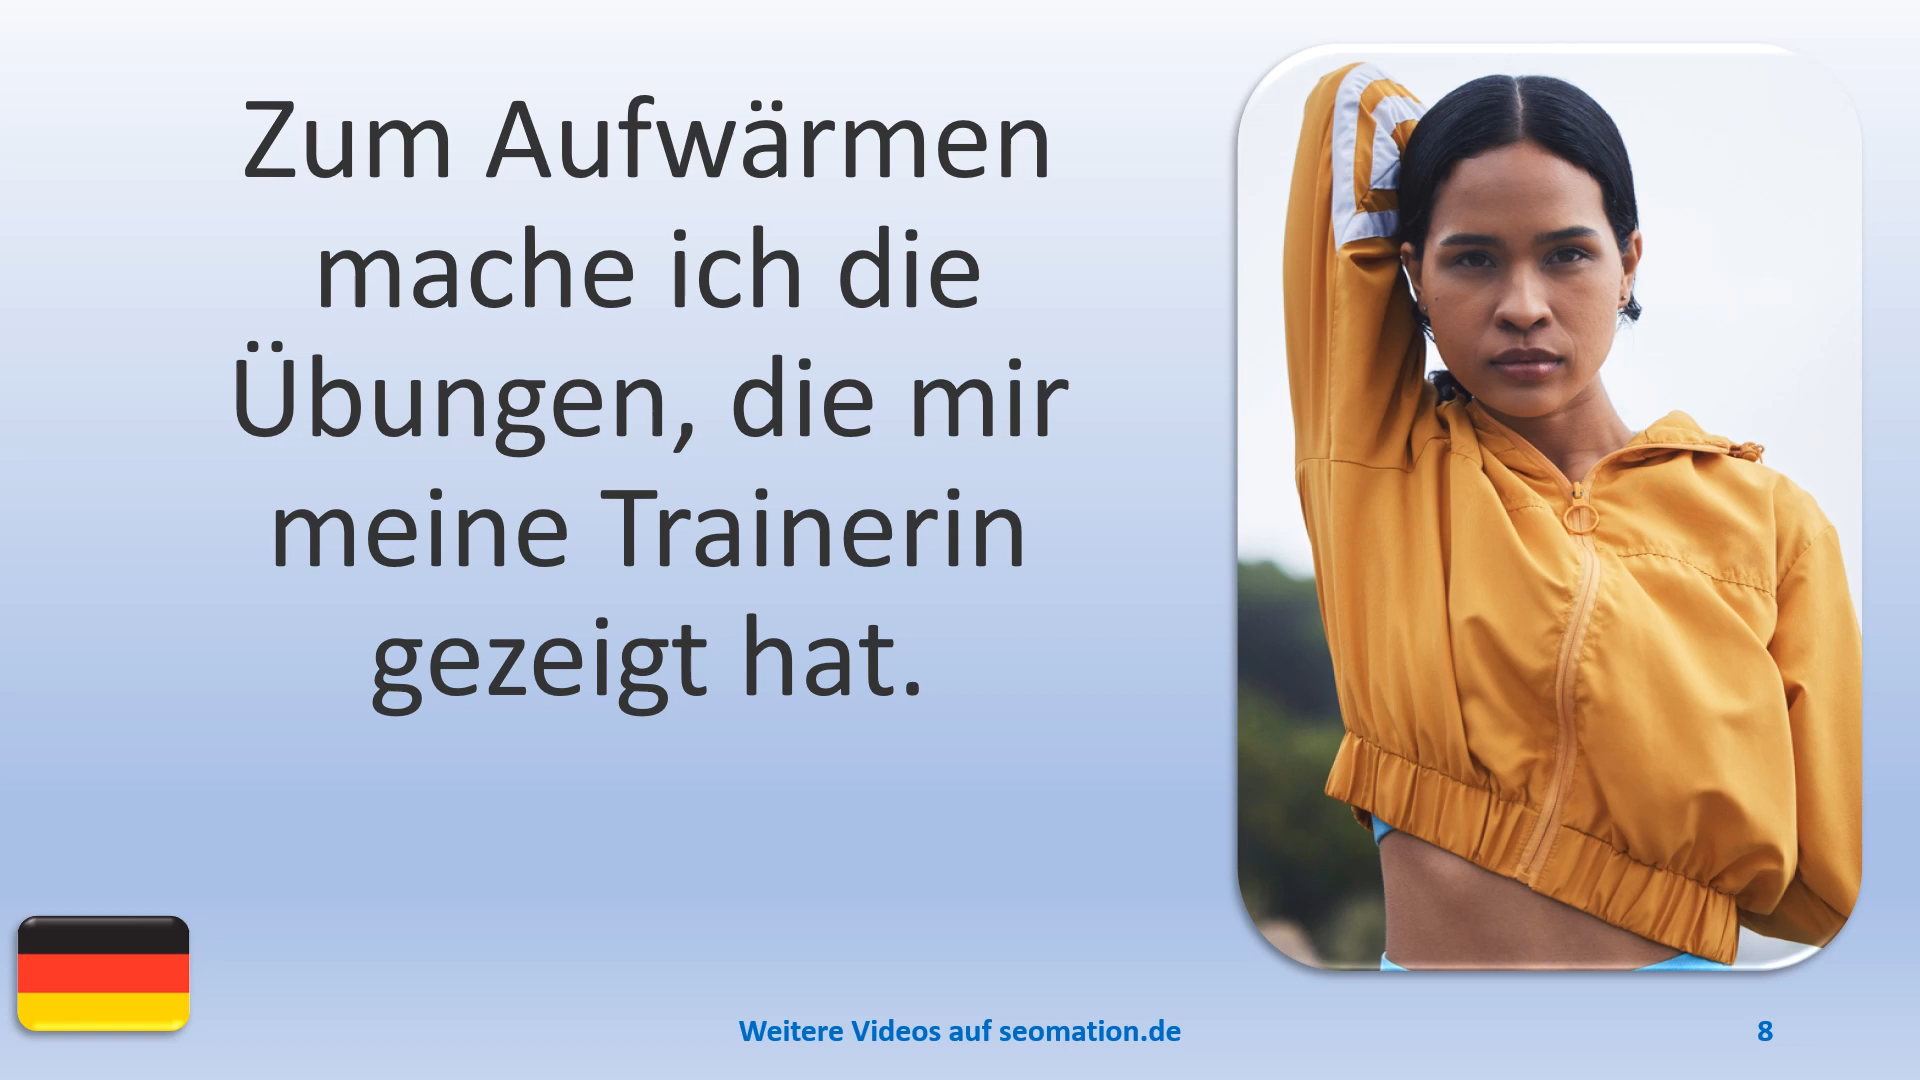 Zum Aufwärmen
mache ich die
Übungen, die mir
meine Trainerin
gezeigt hat.
Weitere Videos auf seomation.de
8